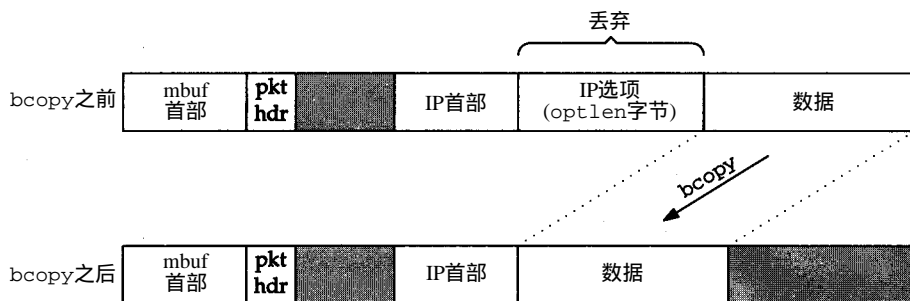 丢弃
bcopy之前
mbuf
首部
pkt
hdr
IP首部
IP选项
(optlen字节)
数据
bcopy
bcopy之后
mbuf
首部
pkt
hdr
IP首部
数据